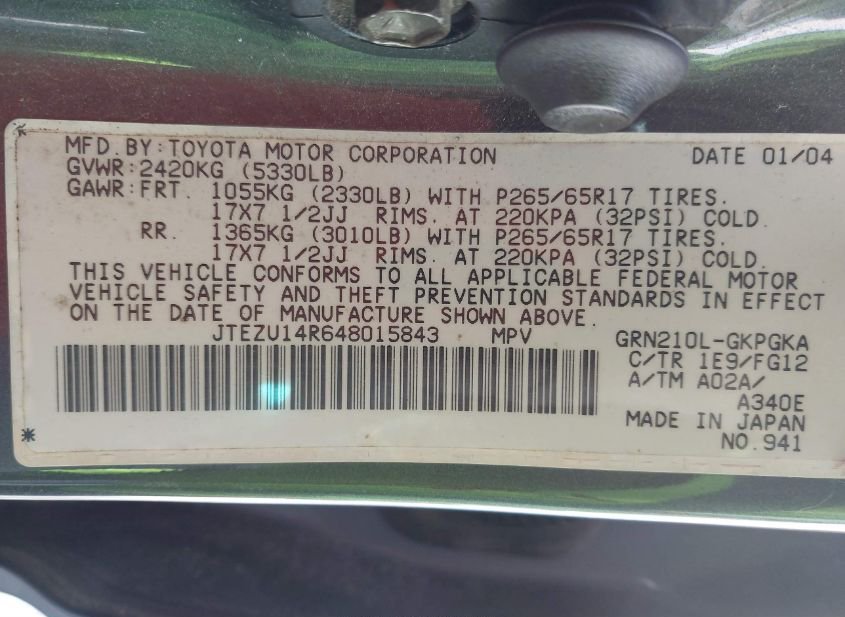 MFD. BY: TOYOTA MOTOR CORPORATION DATE 01/04
GVWR: 2420KG (5330LB)
GAWR: FRT. 1055KG (2330LB) WITH P265/65R17 TIRES.
17X7 1/2JJ RIMS. AT 220KPA (32PSI) COLD.
RR. 1365KG (3010LB) WITH P265/65R17 TIRES.
17X7 1/2JJ RIMS. AT 220KPA (32PSI) COLD.
THIS VEHICLE CONFORMS TO ALL APPLICABLE FEDERAL MOTOR
VEHICLE SAFETY AND THEFT PREVENTION STANDARDS IN EFFECT
ON THE DATE OF MANUFACTURE SHOWN ABOVE.
JTEZU14R648015843 MPV GRN210L-GKPGKA
C/TR 1E9/FG12
A/TM A02A/
A340E
MADE IN JAPAN
NO.941